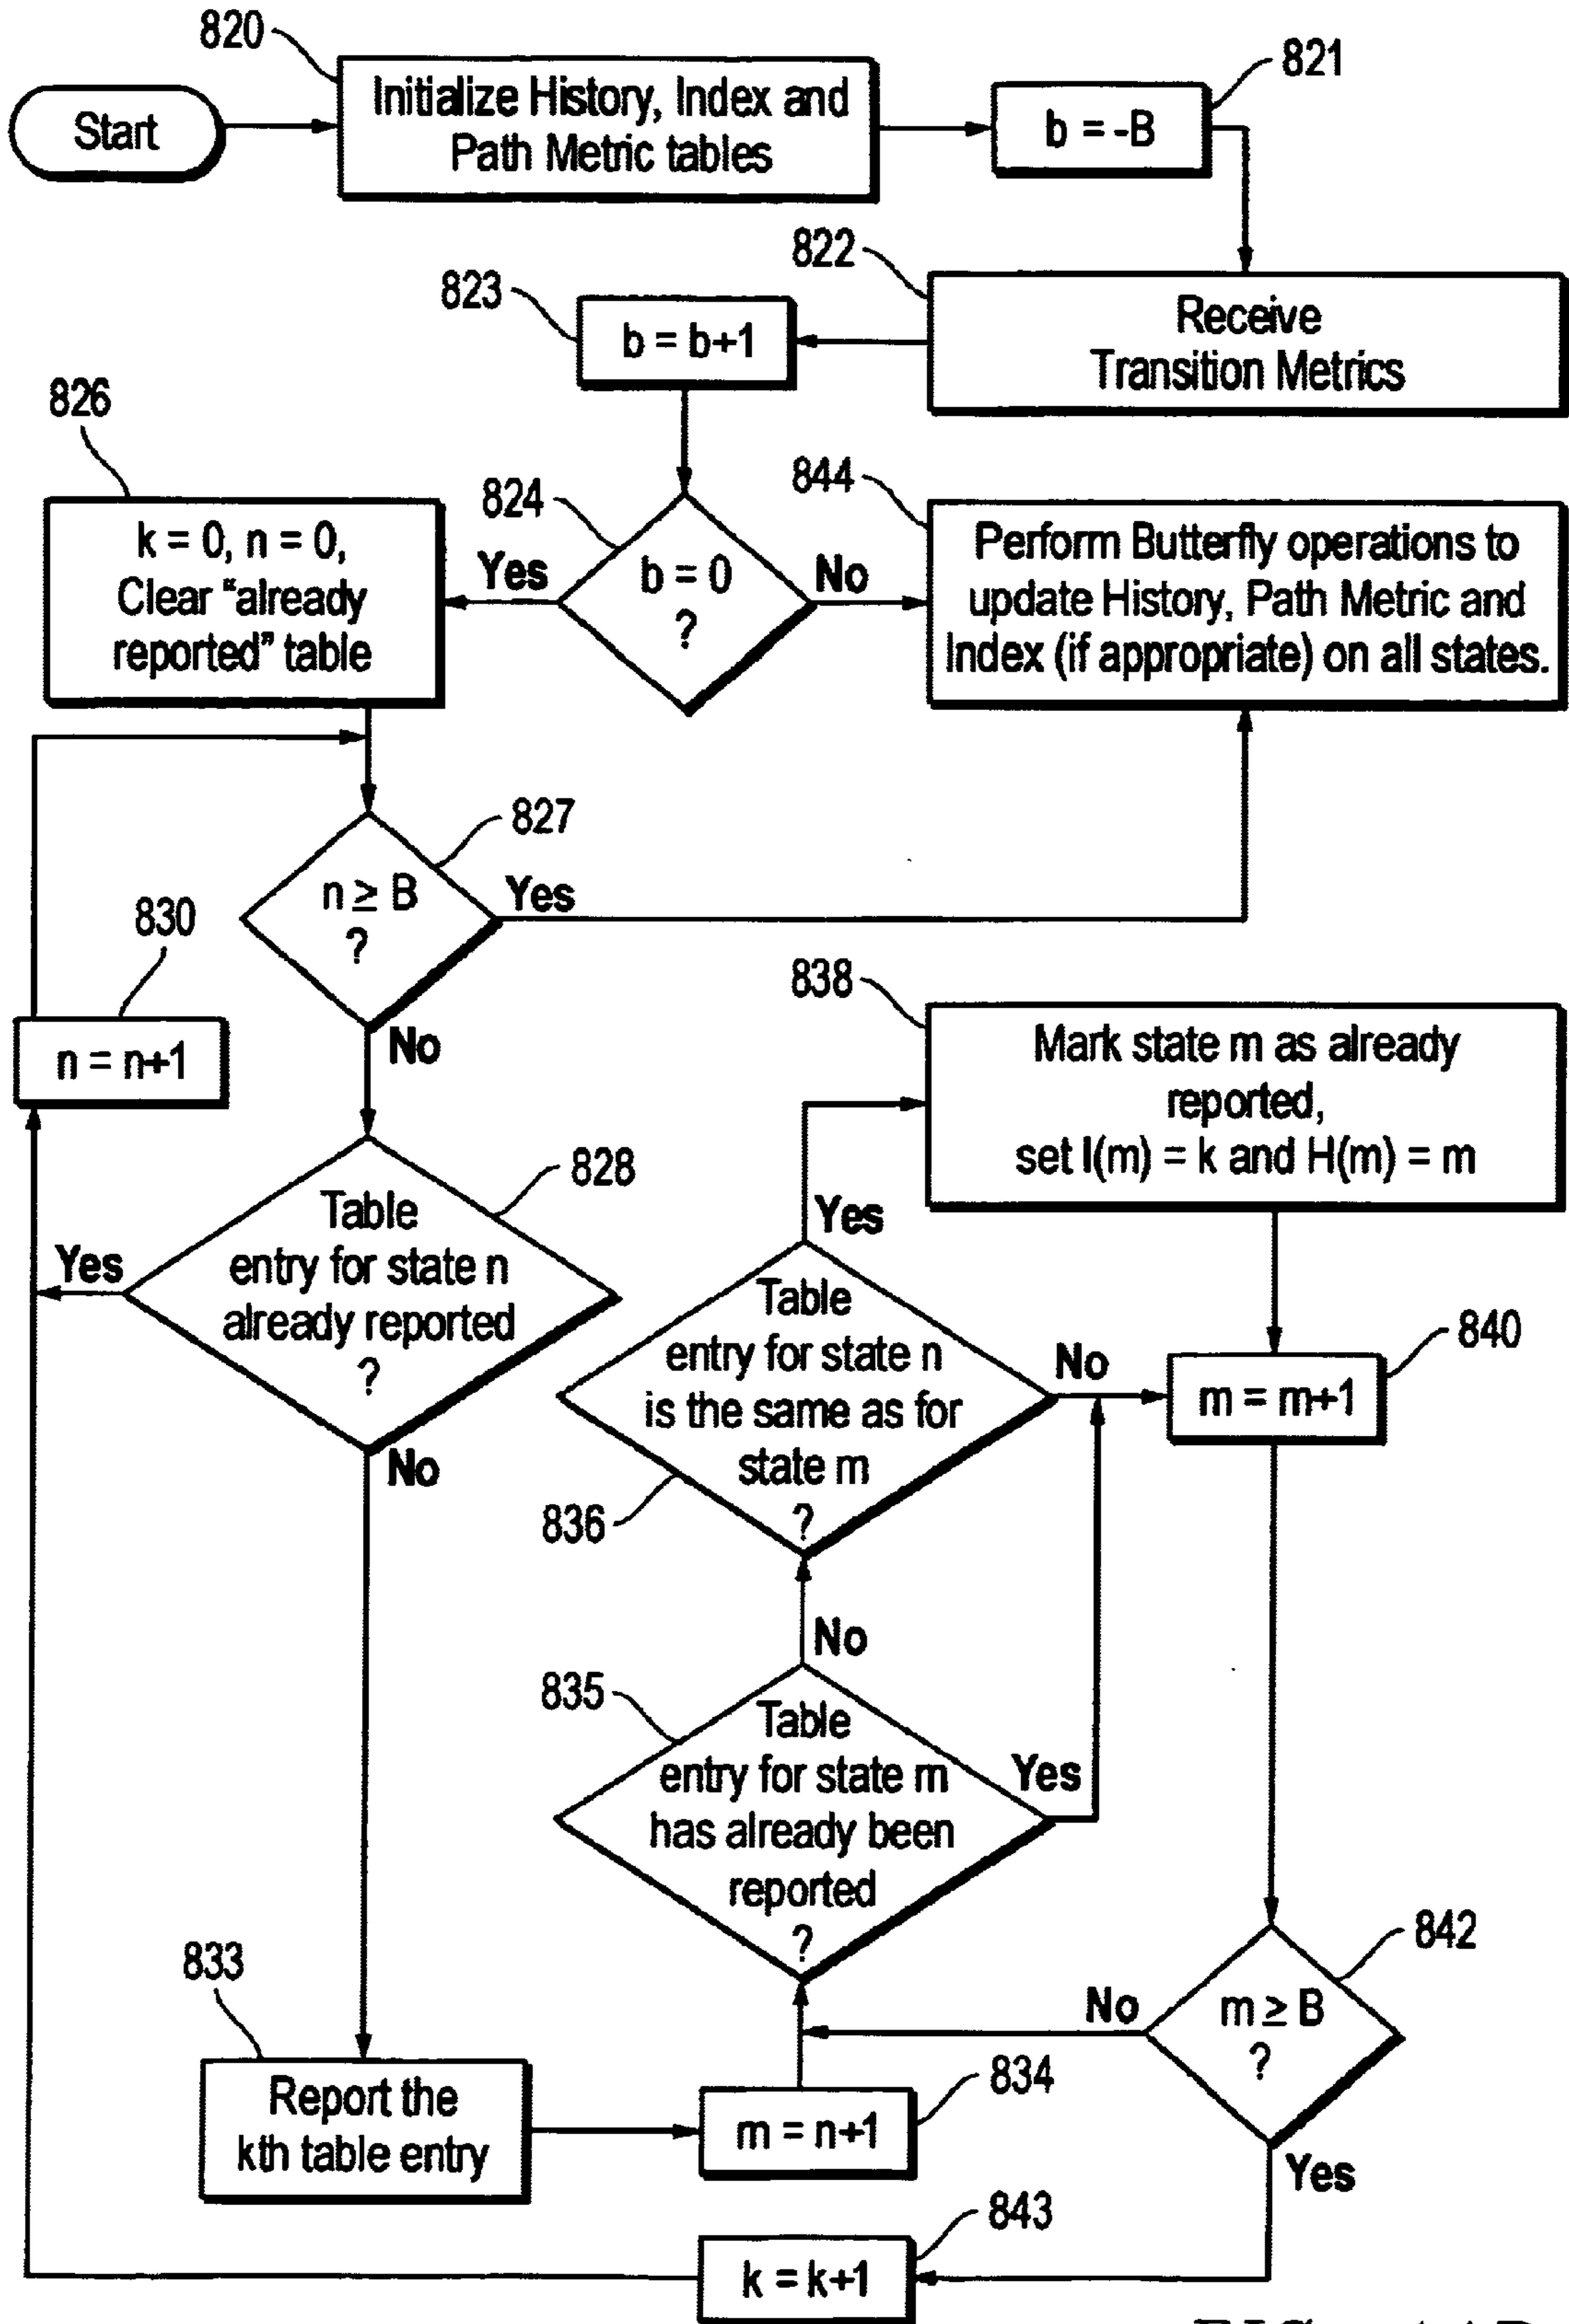 820
Start
Initialize History, Index and
Path Metric tables
821
b = -B
822
Receive
Transition Metrics
823
b = b+1
826
k = 0, n = 0,
Clear "already
reported" table
824
b = 0
?
Yes
No
844
Perform Butterfly operations to
update History, Path Metric and
Index (if appropriate) on all states.
827
n ≥ B
?
Yes
No
830
n = n+1
828
Table
entry for state n
already reported
?
Yes
No
838
Mark state m as already
reported,
set I(m) = k and H(m) = m
Yes
Table
entry for state n
is the same as for
state m
?
836
No
840
m = m+1
No
835
Table
entry for state m
has already been
reported
?
Yes
842
m ≥ B
?
No
Yes
833
Report the
kth table entry
834
m = n+1
843
k = k+1